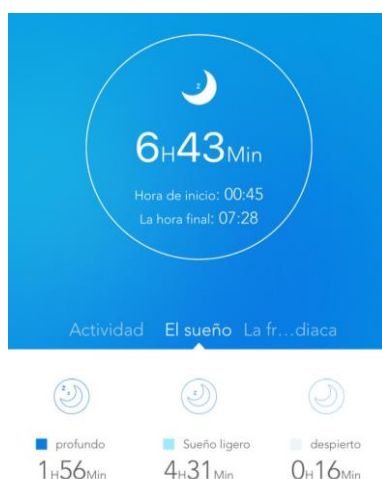 6H43Min
Hora de inicio: 00:45
La hora final: 07:28
Actividad El sueño La fr...diaca
profundo Sueño ligero despierto
1H56Min 4H31Min 0H16Min